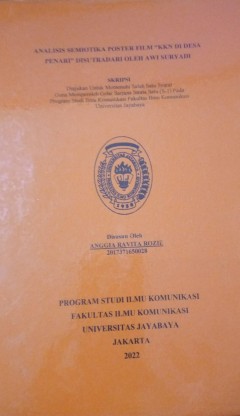 ANALISIS SEMIOTIKA POSTER FILM "KKN DI DESA
PENARI" DISUTRADARI OLEH AWI SURYADI
SKRIPSI
Diajukan Untuk Memenuhi Salah Satu Syarat
Guna Memperoleh Gelar Sarjana Strata Satu (S-1) Pada
Program Studi Ilmu Komunikasi Fakultas Ilmu Komunikasi
Universitas Jayabaya
Disusun Oleh
ANGGIA RAVITA
2017371650028
PROGRAM STUDI ILMU KOMUNIKASI
FAKULTAS ILMU KOMUNIKASI
UNIVERSITAS JAYABAYA
JAKARTA
2022